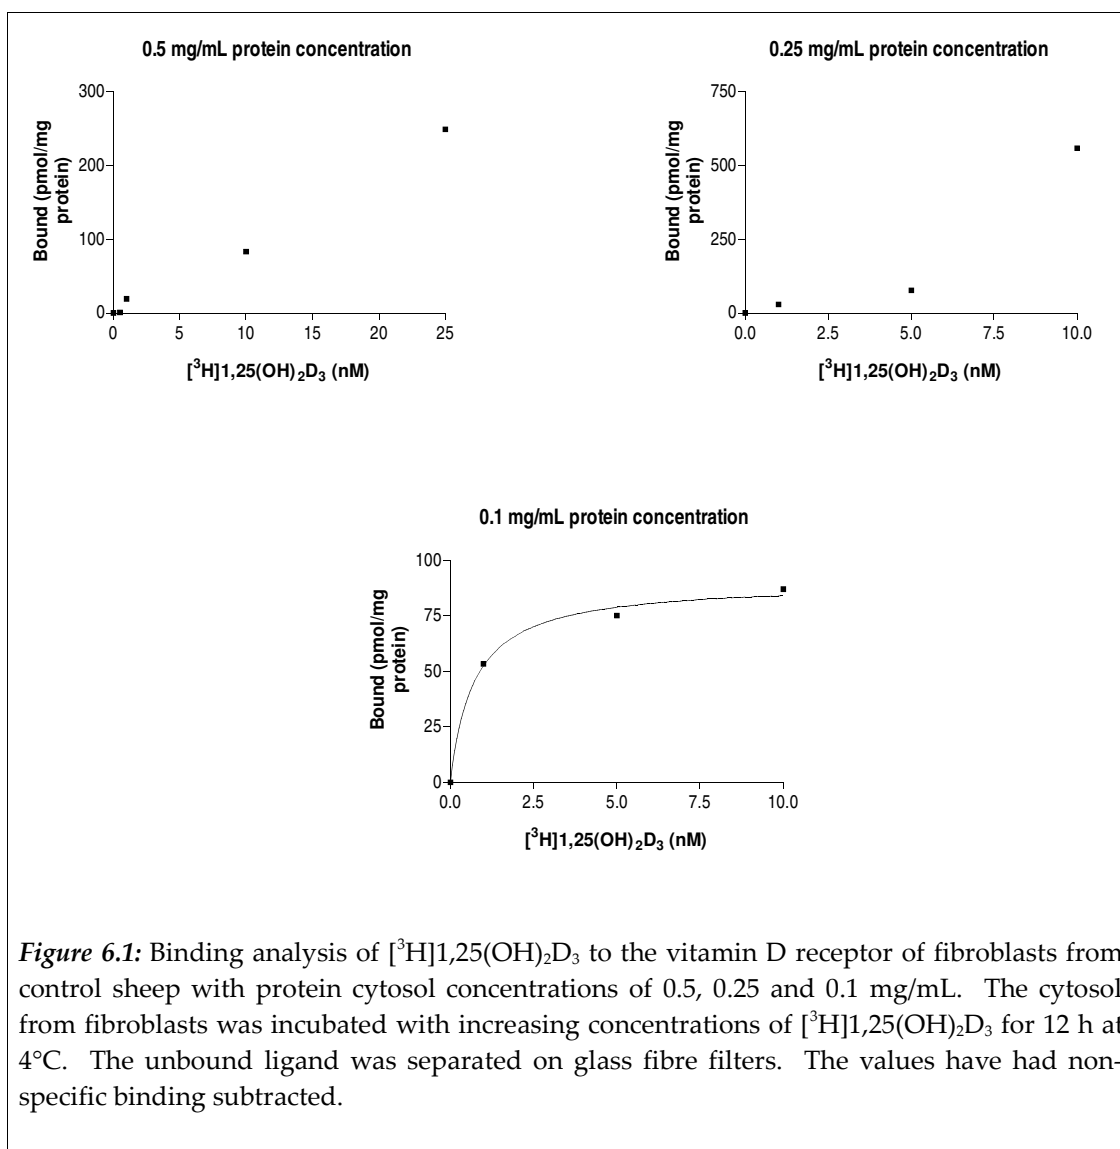 0.5 mg/mL protein concentration
300
200
100
0
Bound (pmol/mg
protein)
0 5 10 15 20 25
[³H]1,25(OH)₂D₃ (nM)
0.25 mg/mL protein concentration
750
500
250
0
Bound (pmol/mg
protein)
0.0 2.5 5.0 7.5 10.0
[³H]1,25(OH)₂D₃ (nM)
0.1 mg/mL protein concentration
100
75
50
25
0
Bound (pmol/mg
protein)
0.0 2.5 5.0 7.5 10.0
[³H]1,25(OH)₂D₃ (nM)
Figure 6.1: Binding analysis of [³H]1,25(OH)₂D₃ to the vitamin D receptor of fibroblasts from
control sheep with protein cytosol concentrations of 0.5, 0.25 and 0.1 mg/mL. The cytosol
from fibroblasts was incubated with increasing concentrations of [³H]1,25(OH)₂D₃ for 12 h at
4°C. The unbound ligand was separated on glass fibre filters. The values have had non-
specific binding subtracted.